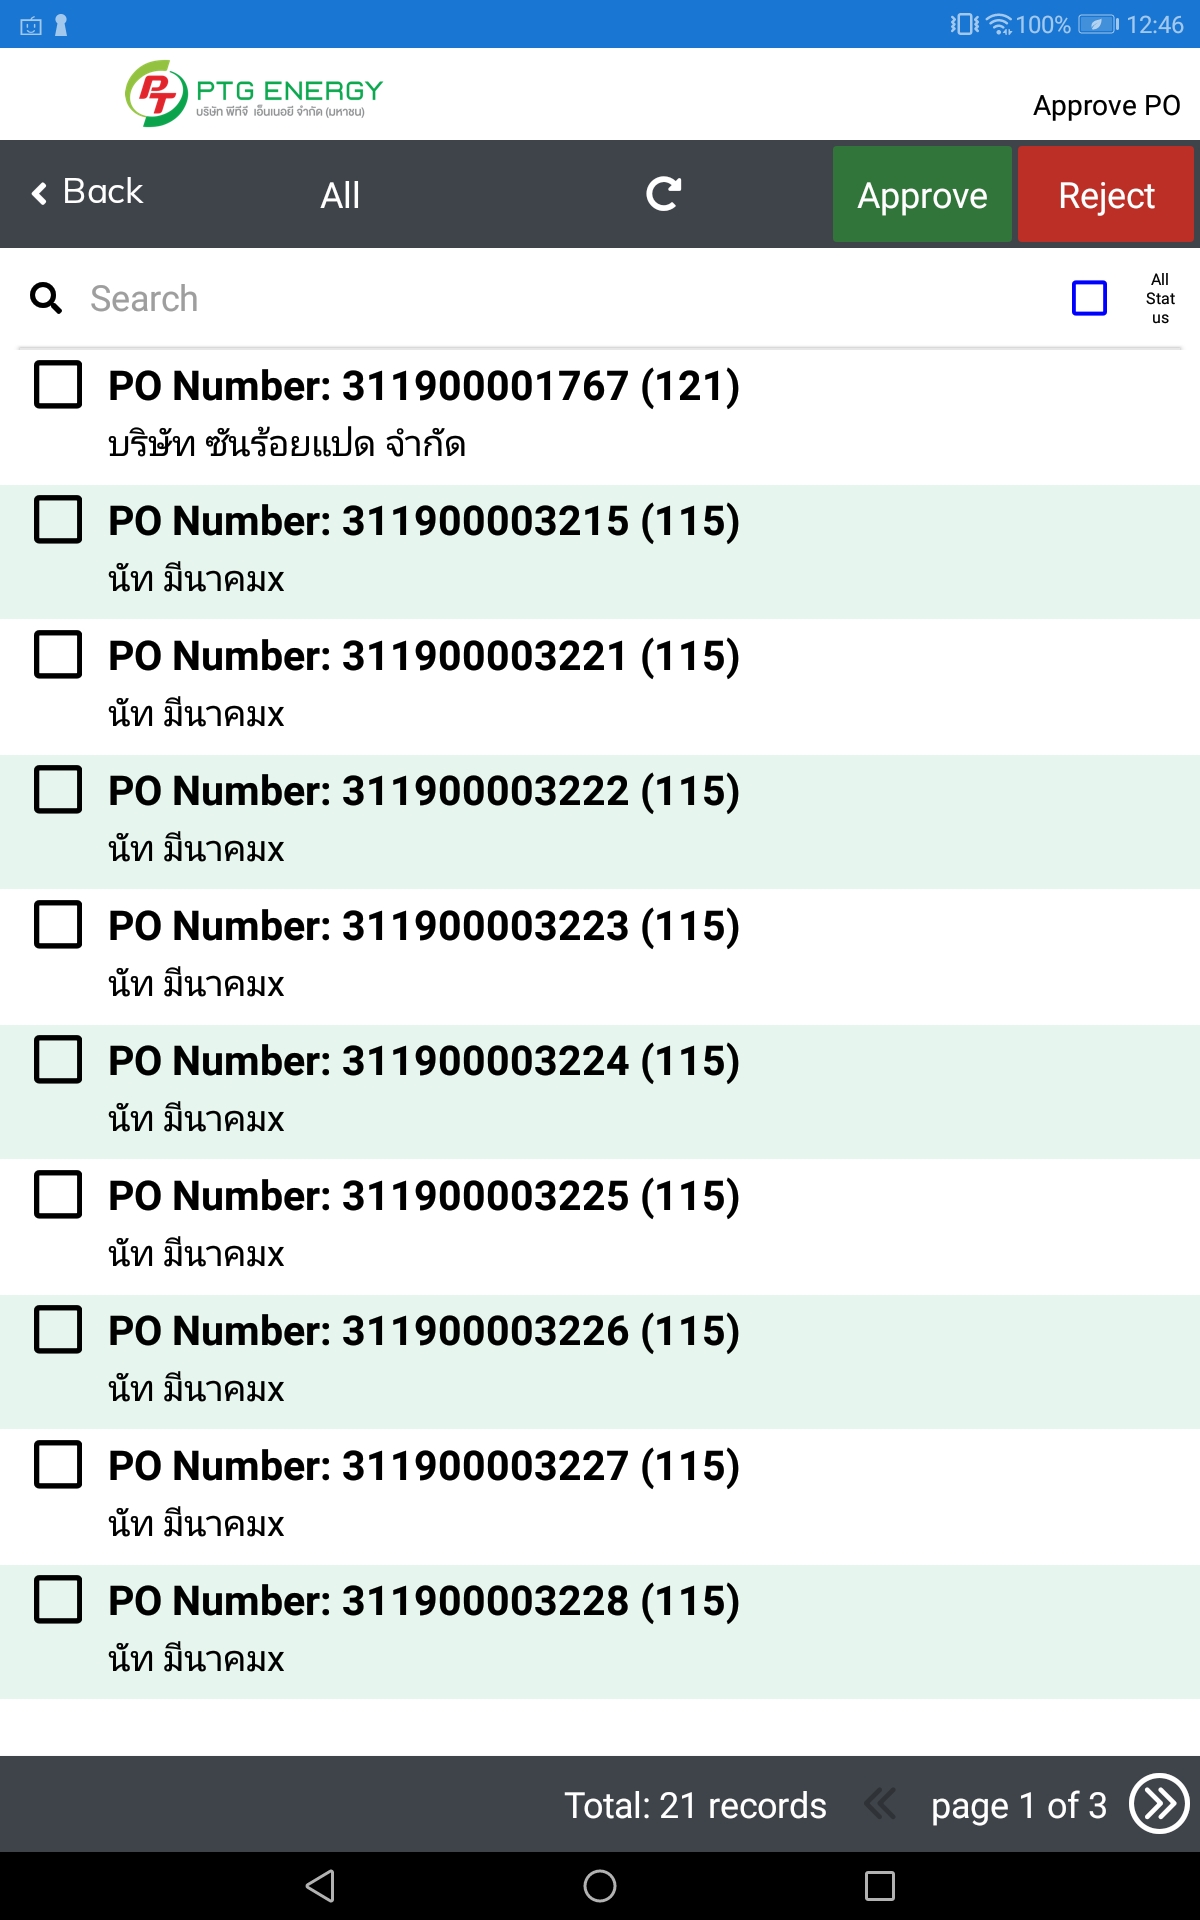 100% 12:46
PTG ENERGY
บริษัท พีทีจี เอ็นเนอยี จำกัด (มหาชน)
Approve PO
Back All Approve Reject
Search
All
Stat
us
PO Number: 311900001767 (121)
บริษัท ซันร้อยแปด จำกัด
PO Number: 311900003215 (115)
นัท มีนาคมx
PO Number: 311900003221 (115)
นัท มีนาคมx
PO Number: 311900003222 (115)
นัท มีนาคมx
PO Number: 311900003223 (115)
นัท มีนาคมx
PO Number: 311900003224 (115)
นัท มีนาคมx
PO Number: 311900003225 (115)
นัท มีนาคมx
PO Number: 311900003226 (115)
นัท มีนาคมx
PO Number: 311900003227 (115)
นัท มีนาคมx
PO Number: 311900003228 (115)
นัท มีนาคมx
Total: 21 records page 1 of 3